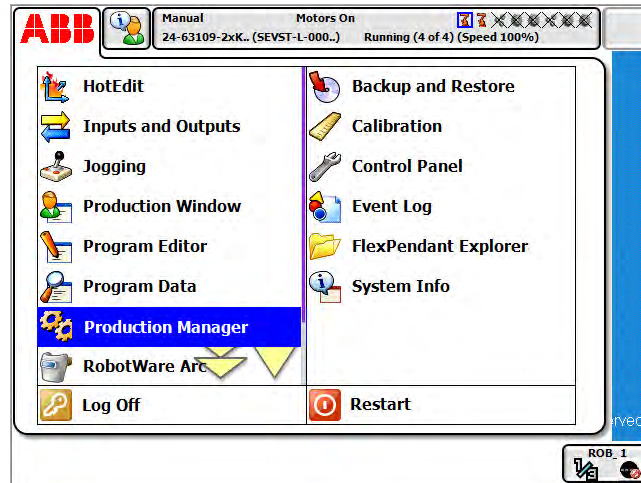 ABB
Manual Motors On
24-63109-2xK.. (SEVST-L-000..) Running (4 of 4) (Speed 100%)
HotEdit
Inputs and Outputs
Jogging
Production Window
Program Editor
Program Data
Production Manager
RobotWare Arc
Log Off
Backup and Restore
Calibration
Control Panel
Event Log
FlexPendant Explorer
System Info
Restart
rved
ROB_1
1/3